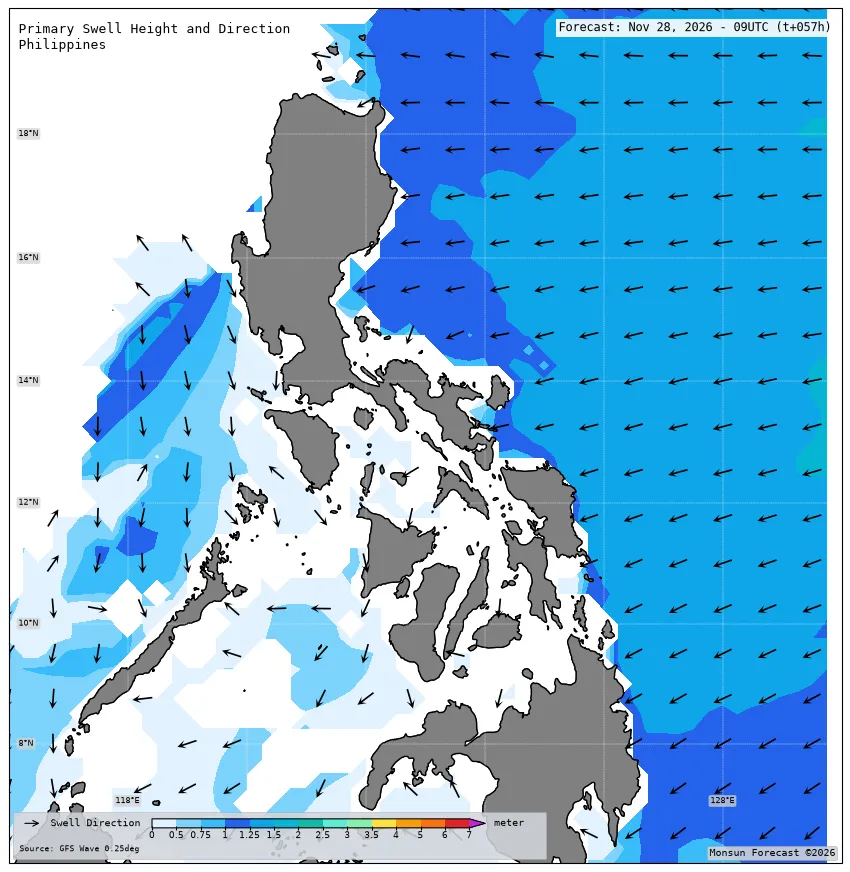 Primary Swell Height and Direction
Philippines
Forecast: Nov 28, 2026 - 09UTC (t+057h)
18°N
16°N
14°N
12°N
10°N
8°N
118°E
128°E
Swell Direction
0 0.5 0.75 1 1.25 1.5 2 2.5 3 3.5 4 5 6 7
meter
Source: GFS Wave 0.25deg
Monsun Forecast ©2026